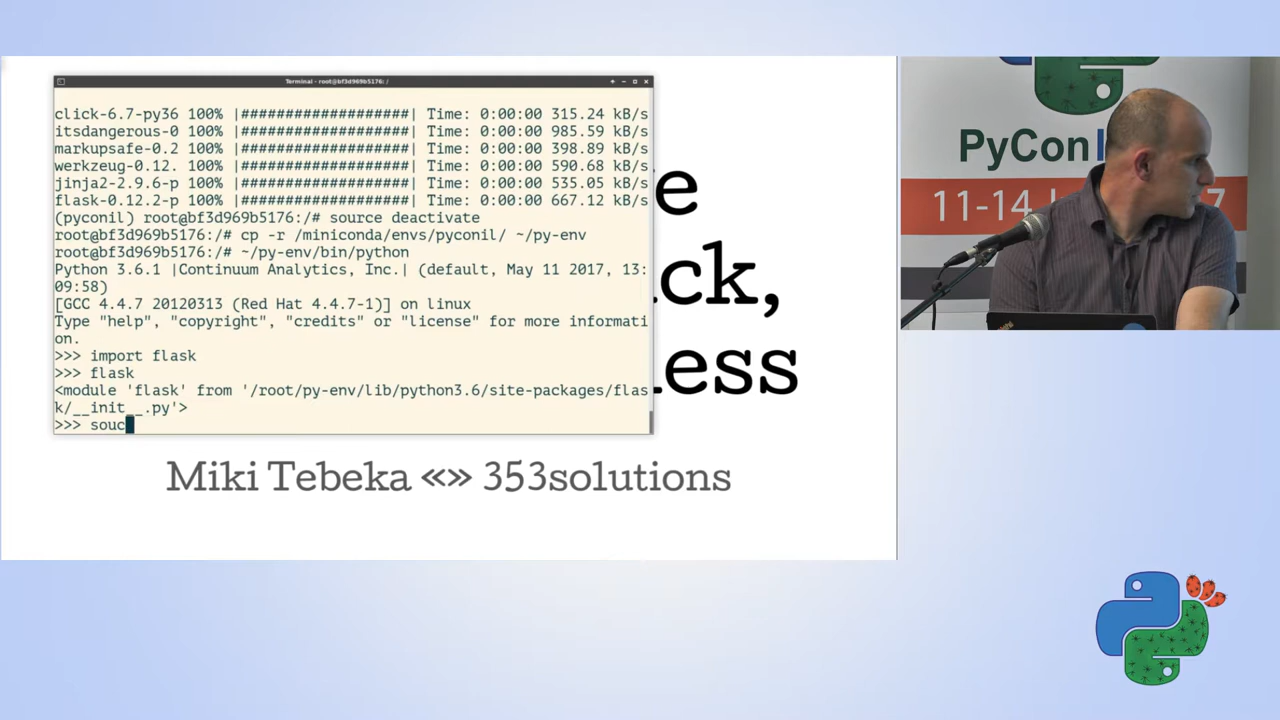 Terminal - root@bf3d969b5176: /
click-6.7-py36 100% |###################| Time: 0:00:00 315.24 kB/s
itsdangerous-0 100% |###################| Time: 0:00:00 985.59 kB/s
markupsafe-0.2 100% |###################| Time: 0:00:00 398.89 kB/s
werkzeug-0.12. 100% |###################| Time: 0:00:00 590.68 kB/s
jinja2-2.9.6-p 100% |###################| Time: 0:00:00 535.05 kB/s
flask-0.12.2-p 100% |###################| Time: 0:00:00 667.12 kB/s
(pyconil) root@bf3d969b5176:/# source deactivate
root@bf3d969b5176:/# cp -r /miniconda/envs/pyconil/ ~/py-env
root@bf3d969b5176:/# ~/py-env/bin/python
Python 3.6.1 |Continuum Analytics, Inc.| (default, May 11 2017, 13:
09:58)
[GCC 4.4.7 20120313 (Red Hat 4.4.7-1)] on linux
Type "help", "copyright", "credits" or "license" for more informati
on.
>>> import flask
>>> flask
<module 'flask' from '/root/py-env/lib/python3.6/site-packages/flas
k/__init__.py'>
>>> souc
e
ck,
less
Miki Tebeka «» 353solutions
PyCon I
11-14 J 7